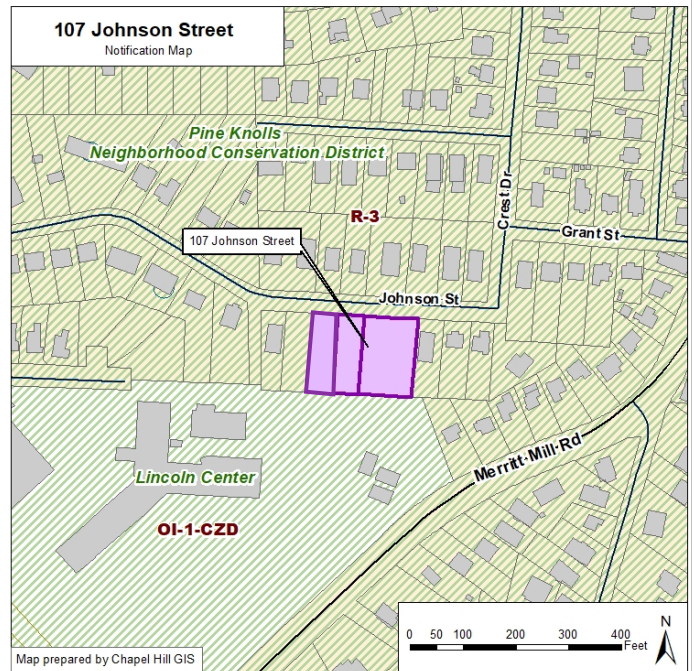 107 Johnson Street
Notification Map
Pine Knolls
Neighborhood Conservation District
R-3
Crest Dr
Grant St
107 Johnson Street
Johnson St
Merritt Mill Rd
Lincoln Center
OI-1-CZD
N
0 50 100 200 300 400
Feet
Map prepared by Chapel Hill GIS